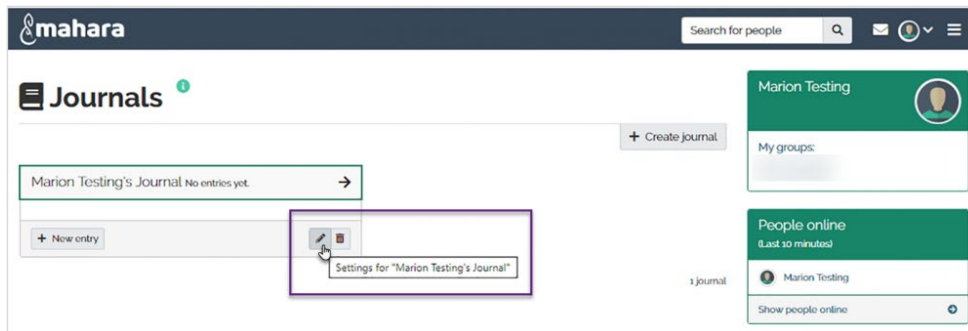 mahara
Search for people
Journals
+ Create journal
Marion Testing's Journal No entries yet.
+ New entry
Settings for "Marion Testing's Journal"
1 journal
Marion Testing
My groups:
People online
(Last 10 minutes)
Marion Testing
Show people online